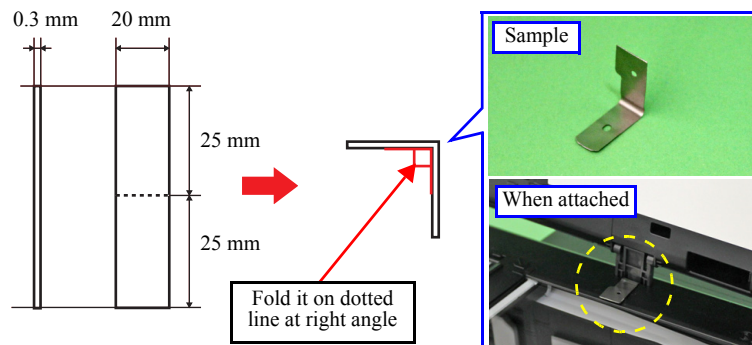 0.3 mm
20 mm
25 mm
25 mm
Fold it on dotted
line at right angle
Sample
When attached